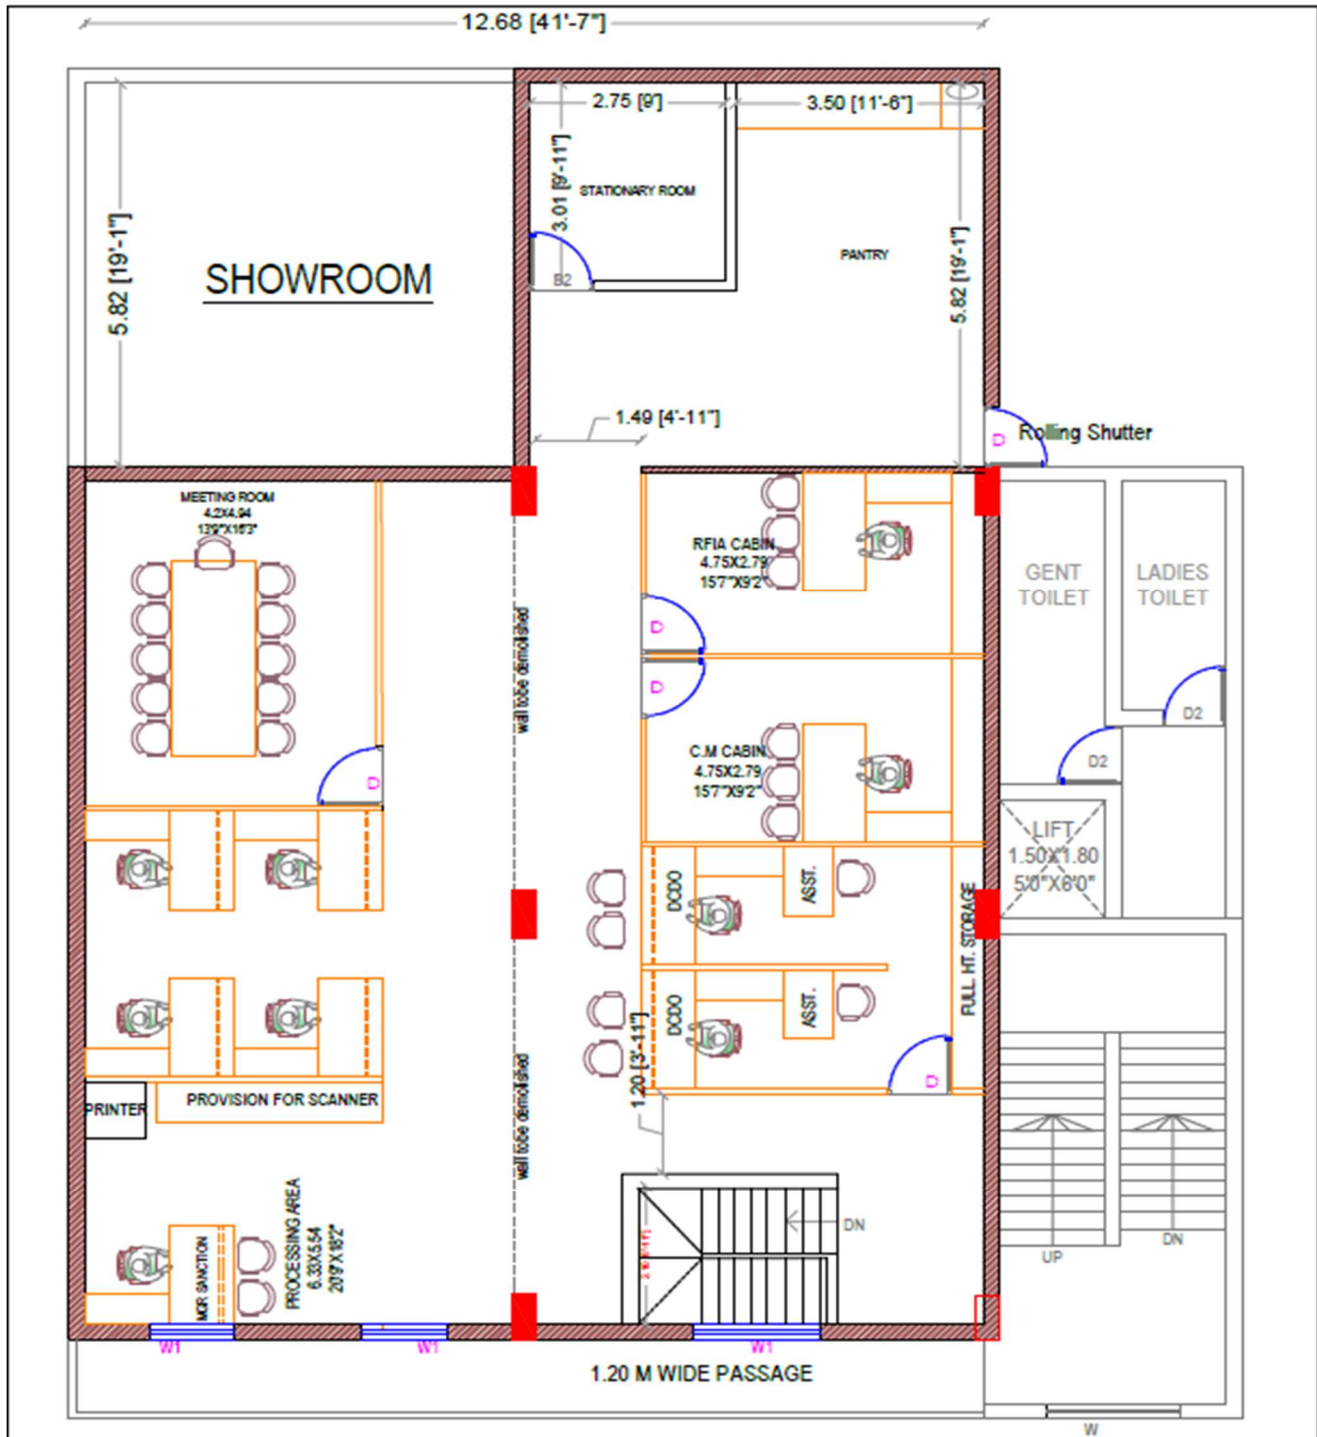 12.68 [41'-7"]
2.75 [9']
3.50 [11'-6"]
3.01 [9'-11"]
STATIONARY ROOM
5.82 [19'-1"]
SHOWROOM
PANTRY
5.82 [19'-1"]
B2
1.49 [4'-11"]
D
Rolling Shutter
MEETING ROOM
4.2X4.94
13'9"X16'3"
RFIA CABIN
4.75X2.79
15'7"X9'2"
GENT
TOILET
LADIES
TOILET
wall tobe demolished
D
D
D2
D2
C.M CABIN
4.75X2.79
15'7"X9'2"
D
LIFT
1.50X1.80
5'0"X6'0"
DCDO
ASST.
FULL. HT. STORAGE
DCDO
ASST.
1.20 [3'-11"]
D
PRINTER
PROVISION FOR SCANNER
wall tobe demolished
PROCESSING AREA
6.33X5.54
20'9"X18'2"
MGR SANCTION
DN
UP
DN
W1
W1
W1
1.20 M WIDE PASSAGE
W